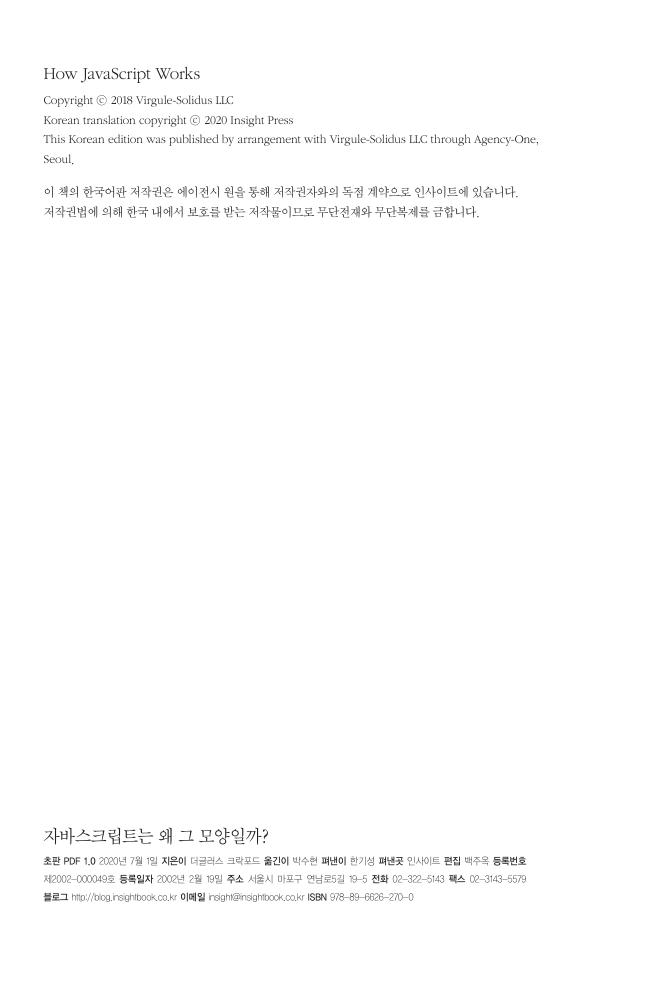 How JavaScript Works
Copyright ⓒ 2018 Virgule-Solidus LLC
Korean translation copyright ⓒ 2020 Insight Press
This Korean edition was published by arrangement with Virgule-Solidus LLC through Agency-One,
Seoul.
이 책의 한국어판 저작권은 에이전시 원을 통해 저작권자와의 독점 계약으로 인사이트에 있습니다.
저작권법에 의해 한국 내에서 보호를 받는 저작물이므로 무단전재와 무단복제를 금합니다.
자바스크립트는 왜 그 모양일까?
초판 PDF 1.0 2020년 7월 1일 지은이 더글러스 크락포드 옮긴이 박수현 펴낸이 한기성 펴낸곳 인사이트 편집 백주옥 등록번호
제2002-000049호 등록일자 2002년 2월 19일 주소 서울시 마포구 연남로5길 19-5 전화 02-322-5143 팩스 02-3143-5579
블로그 http://blog.insightbook.co.kr 이메일 insight@insightbook.co.kr ISBN 978-89-6626-270-0